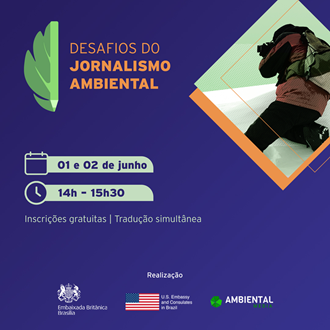 DESAFIOS DO
JORNALISMO
AMBIENTAL
01 e 02 de junho
14h – 15h30
Inscrições gratuitas | Tradução simultânea
Realização
Embaixada Britânica
Brasília
U.S. Embassy
and Consulates
in Brazil
AMBIENTAL